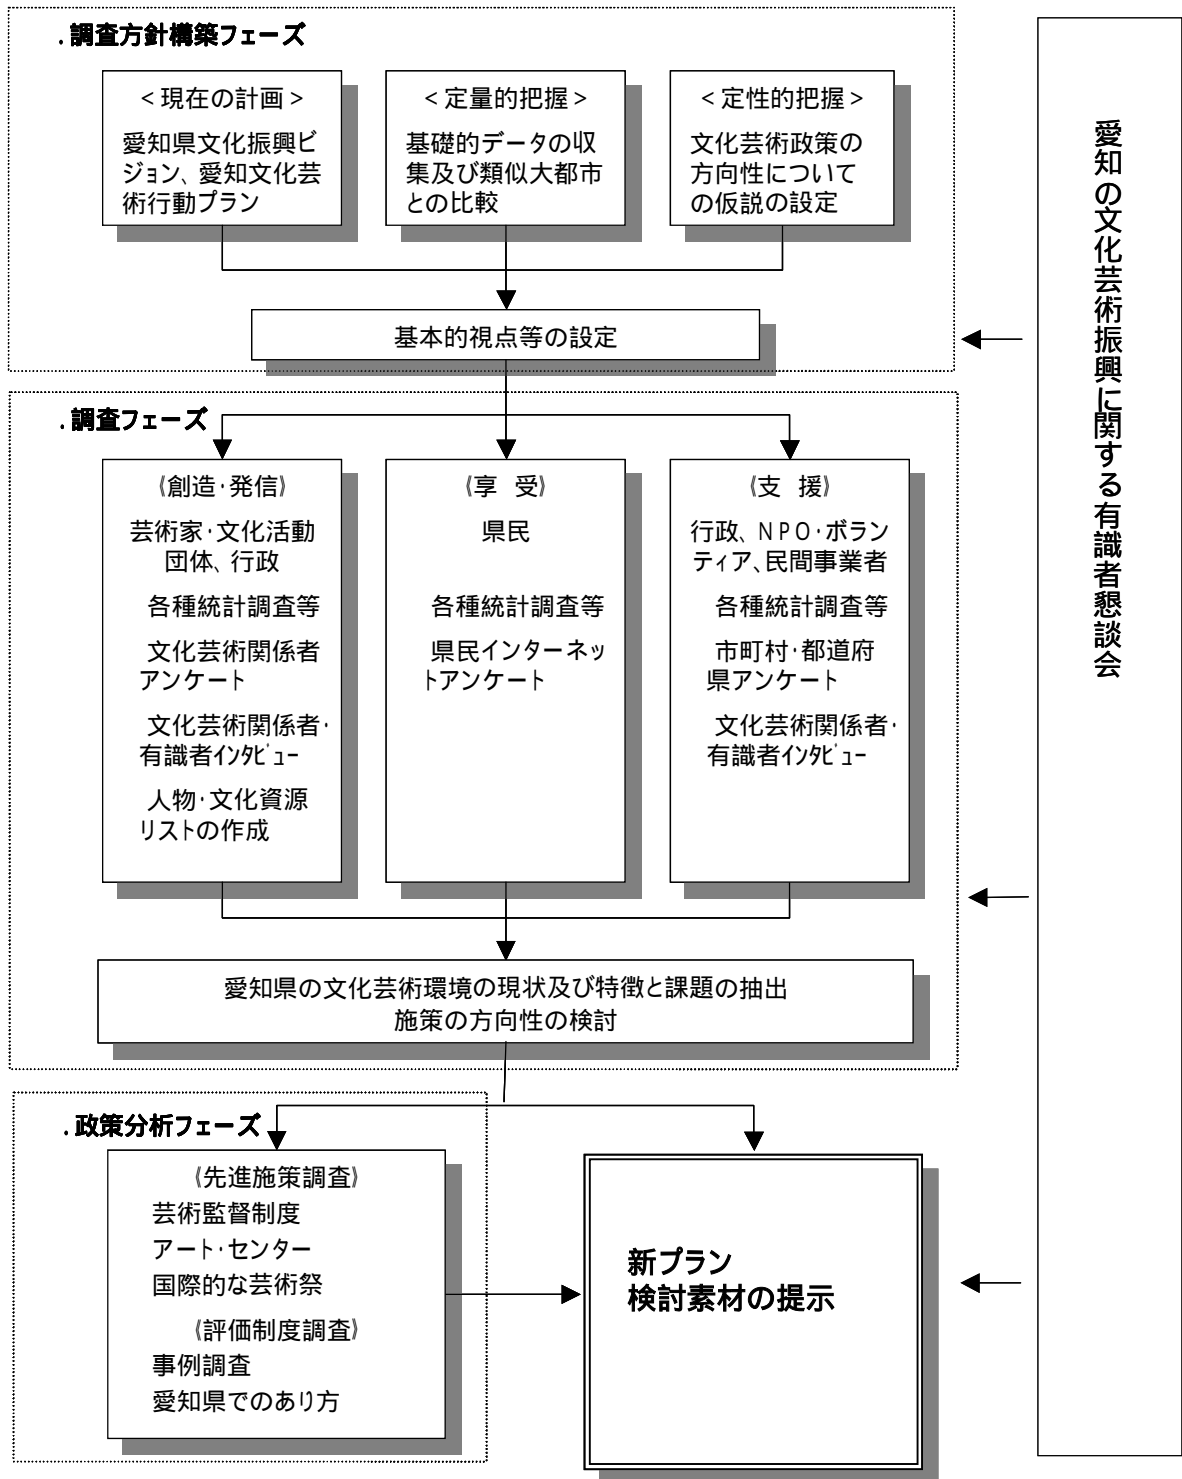 ．調査方針構築フェーズ
＜現在の計画＞
愛知県文化振興ビ
ジョン、愛知文化芸
術行動プラン
＜定量的把握＞
基礎的データの収
集及び類似大都市
との比較
＜定性的把握＞
文化芸術政策の
方向性について
の仮説の設定
基本的視点等の設定
．調査フェーズ
《創造・発信》
芸術家・文化活動
団体、行政
各種統計調査等
文化芸術関係者
アンケート
文化芸術関係者・
有識者インタビュー
人物・文化資源
リストの作成
《享　受》
県民
各種統計調査等
県民インターネッ
トアンケート
《支　援》
行政、ＮＰＯ・ボラン
ティア、民間事業者
各種統計調査等
市町村・都道府
県アンケート
文化芸術関係者・
有識者インタビュー
愛知県の文化芸術環境の現状及び特徴と課題の抽出
施策の方向性の検討
．政策分析フェーズ
《先進施策調査》
芸術監督制度
アート・センター
国際的な芸術祭
《評価制度調査》
事例調査
愛知県でのあり方
新プラン
検討素材の提示
愛知の文化芸術振興に関する有識者懇談会